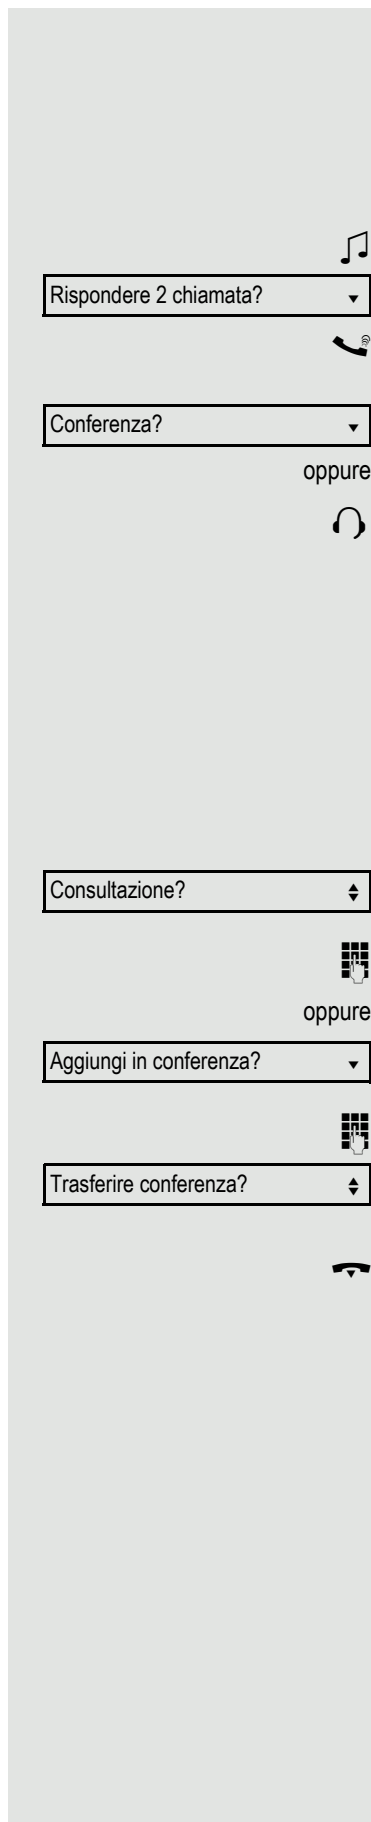 Rispondere 2 chiamata?
Conferenza?
oppure
Consultazione?
oppure
Aggiungi in conferenza?
Trasferire conferenza?